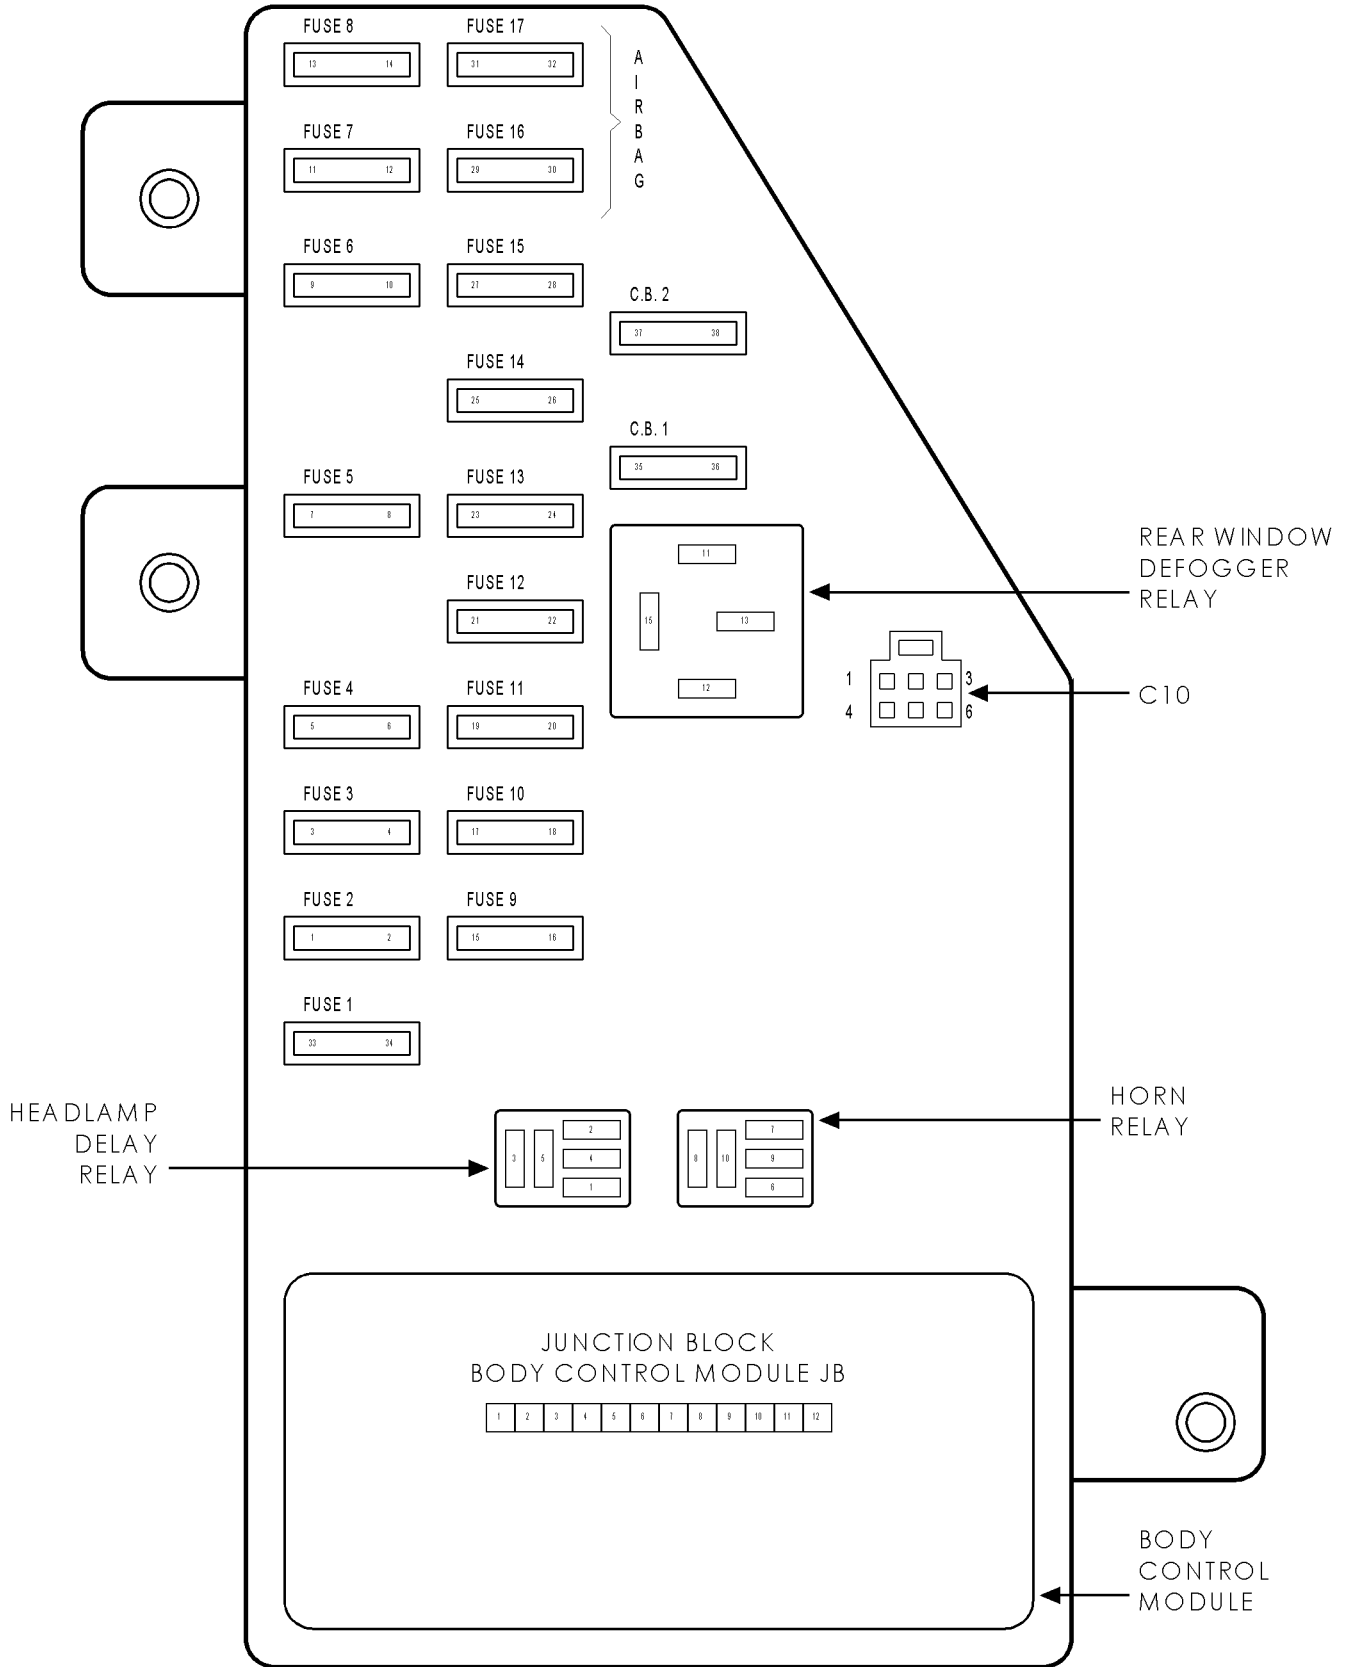 FUSE 8 FUSE 17
13 14 31 32
A
I
R
B
A
G
FUSE 7 FUSE 16
11 12 29 30
FUSE 6 FUSE 15
9 10 27 28
C.B. 2
37 38
FUSE 14
25 26
C.B. 1
35 36
FUSE 5 FUSE 13
7 8 23 24
REAR WINDOW
DEFOGGER
RELAY
11
15 13
12
FUSE 12
21 22
C10
1 3
4 6
FUSE 4 FUSE 11
5 6 19 20
FUSE 3 FUSE 10
3 4 17 18
FUSE 2 FUSE 9
1 2 15 16
FUSE 1
33 34
HEADLAMP
DELAY
RELAY
2
3 5 4
1
HORN
RELAY
7
8 10 9
6
JUNCTION BLOCK
BODY CONTROL MODULE JB
1 2 3 4 5 6 7 8 9 10 11 12
BODY
CONTROL
MODULE